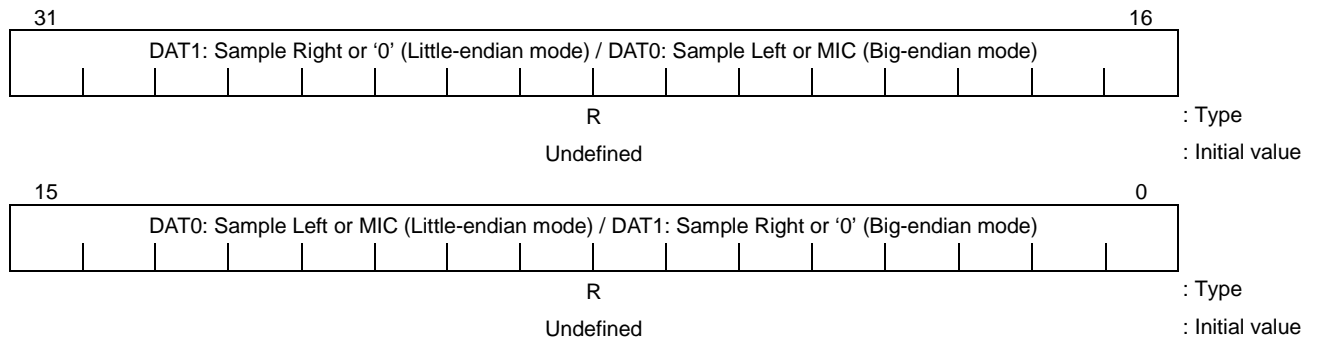 31 16
DAT1: Sample Right or ‘0’ (Little-endian mode) / DAT0: Sample Left or MIC (Big-endian mode)
R : Type
Undefined : Initial value
15 0
DAT0: Sample Left or MIC (Little-endian mode) / DAT1: Sample Right or ‘0’ (Big-endian mode)
R : Type
Undefined : Initial value